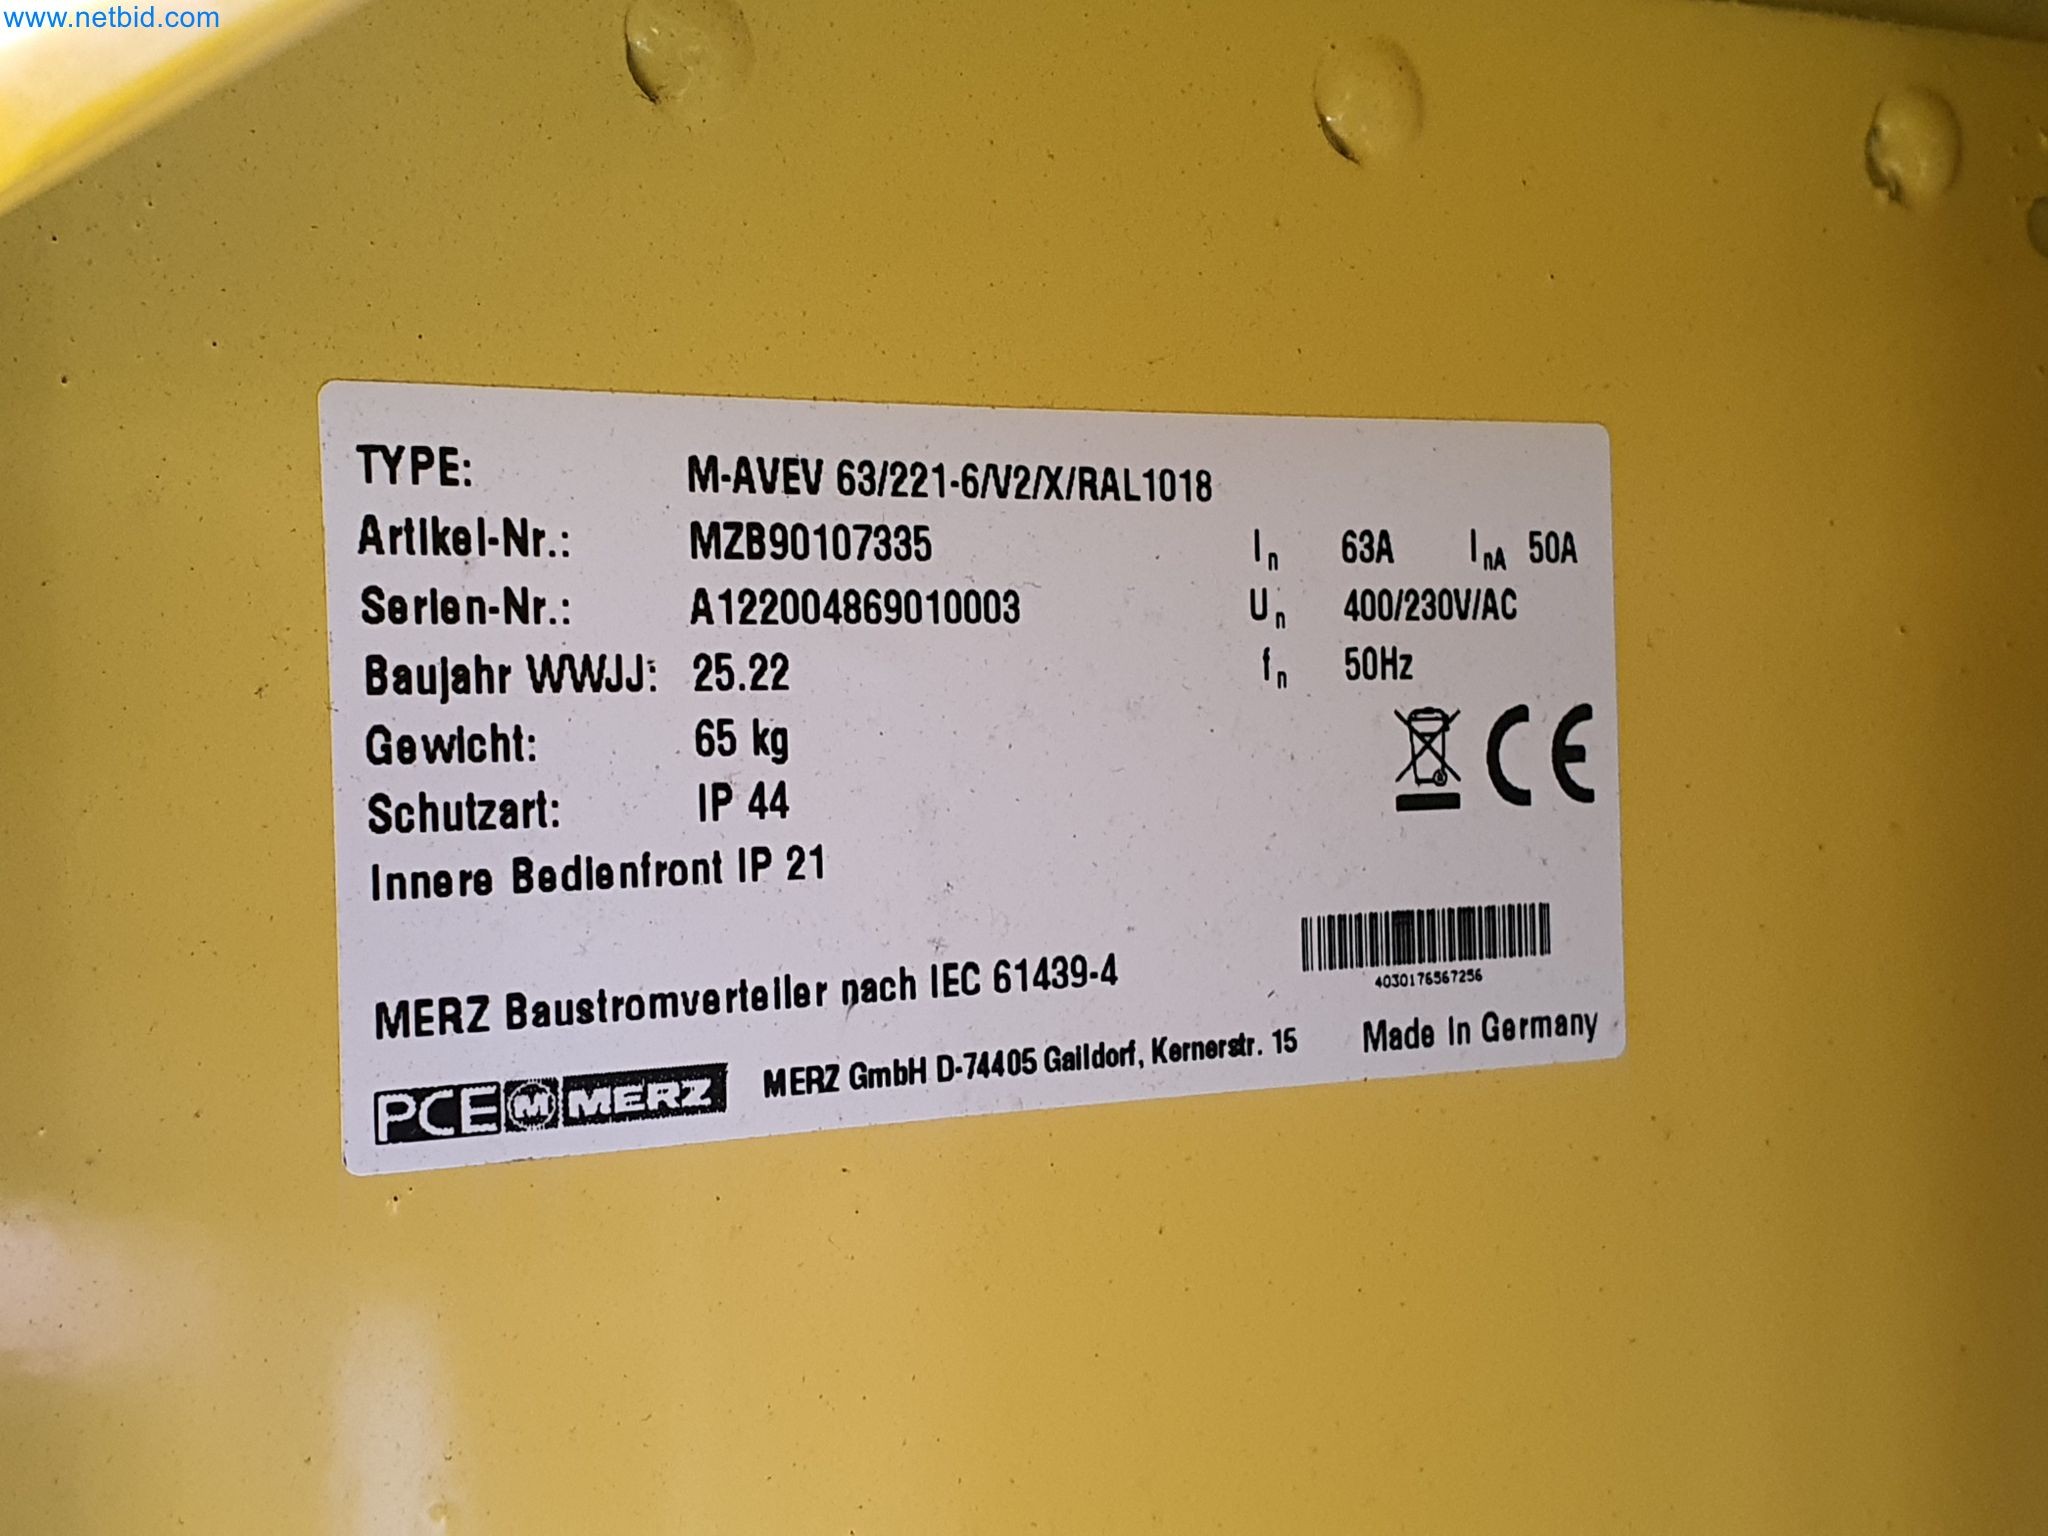 www.netbid.com
TYPE: M-AVEV 63/221-6/V2/X/RAL1018
Artikel-Nr.: MZB90107335 In 63A InA 50A
Serien-Nr.: A122004869010003 Un 400/230V/AC
Baujahr WWJJ: 25.22 fn 50Hz
Gewicht: 65 kg
CE
Schutzart: IP 44
Innere Bedienfront IP 21
4030176567256
MERZ Baustromverteiler nach IEC 61439-4
Made in Germany
PCE M MERZ MERZ GmbH D-74405 Gaildorf, Kernerstr. 15